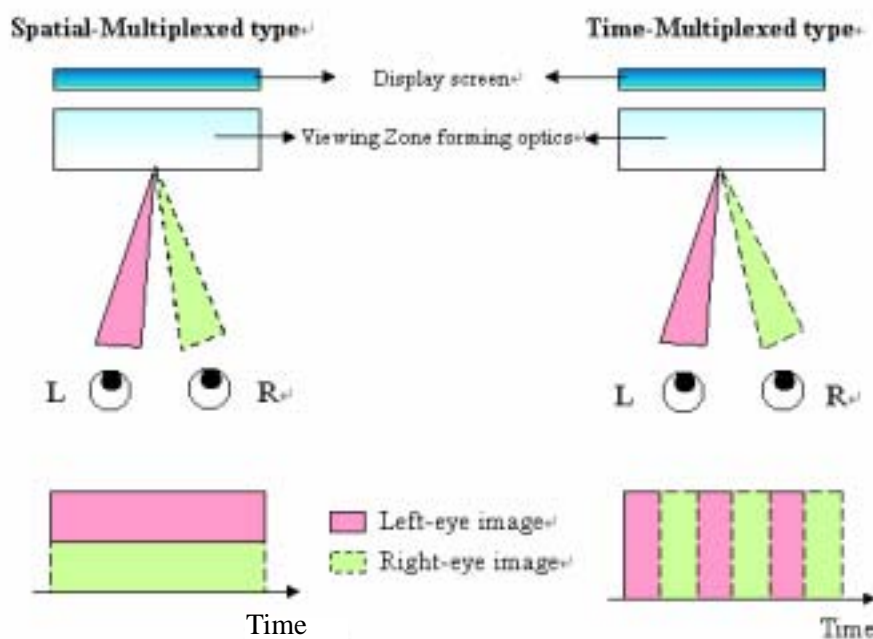 Spatial-Multiplexed type
Time-Multiplexed type
Display screen
Viewing Zone forming optics
L
R
L
R
Left-eye image
Right-eye image
Time
Time